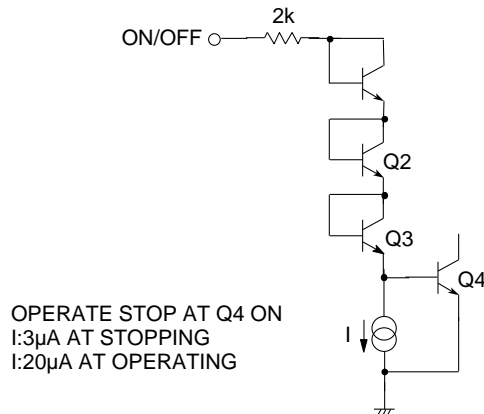 2k
ON/OFF
Q2
Q3
Q4
OPERATE STOP AT Q4 ON
I:3µA AT STOPPING
I:20µA AT OPERATING
I